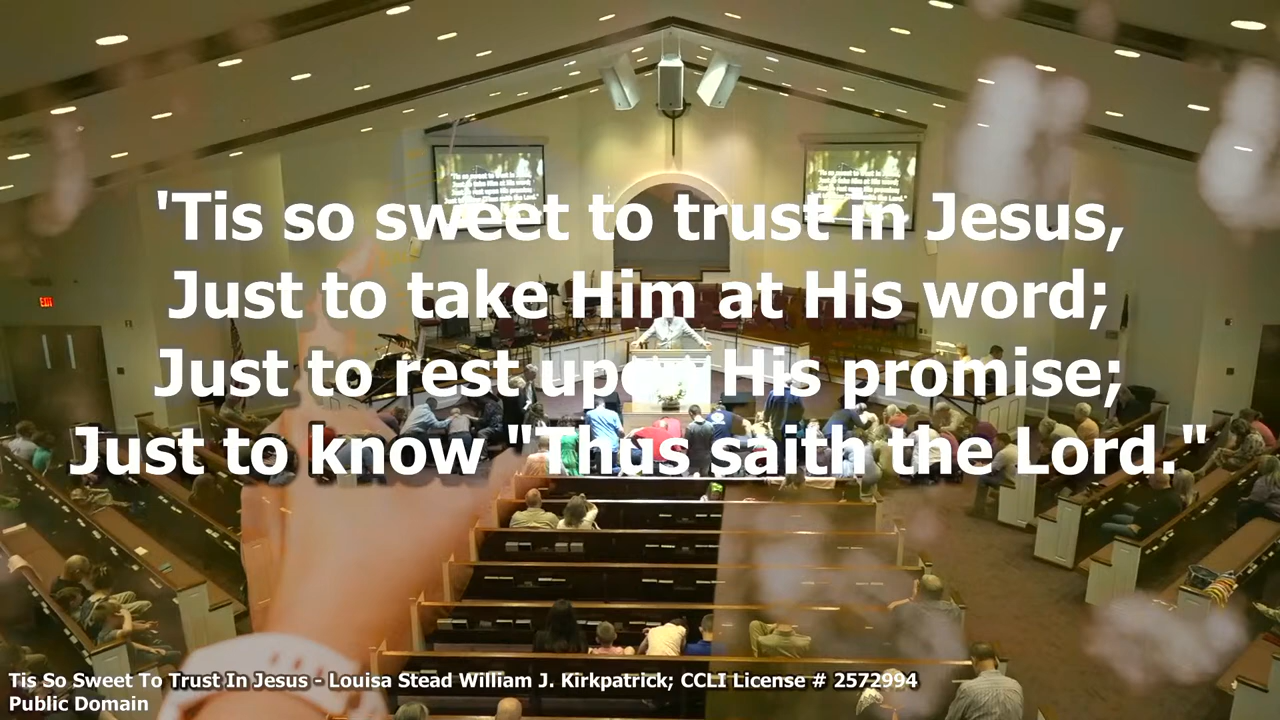 'Tis so sweet to trust in Jesus,
Just to take Him at His word;
Just to rest upon His promise;
Just to know "Thus saith the Lord."
Tis So Sweet To Trust In Jesus - Louisa Stead William J. Kirkpatrick; CCLI License # 2572994
Public Domain
EXIT